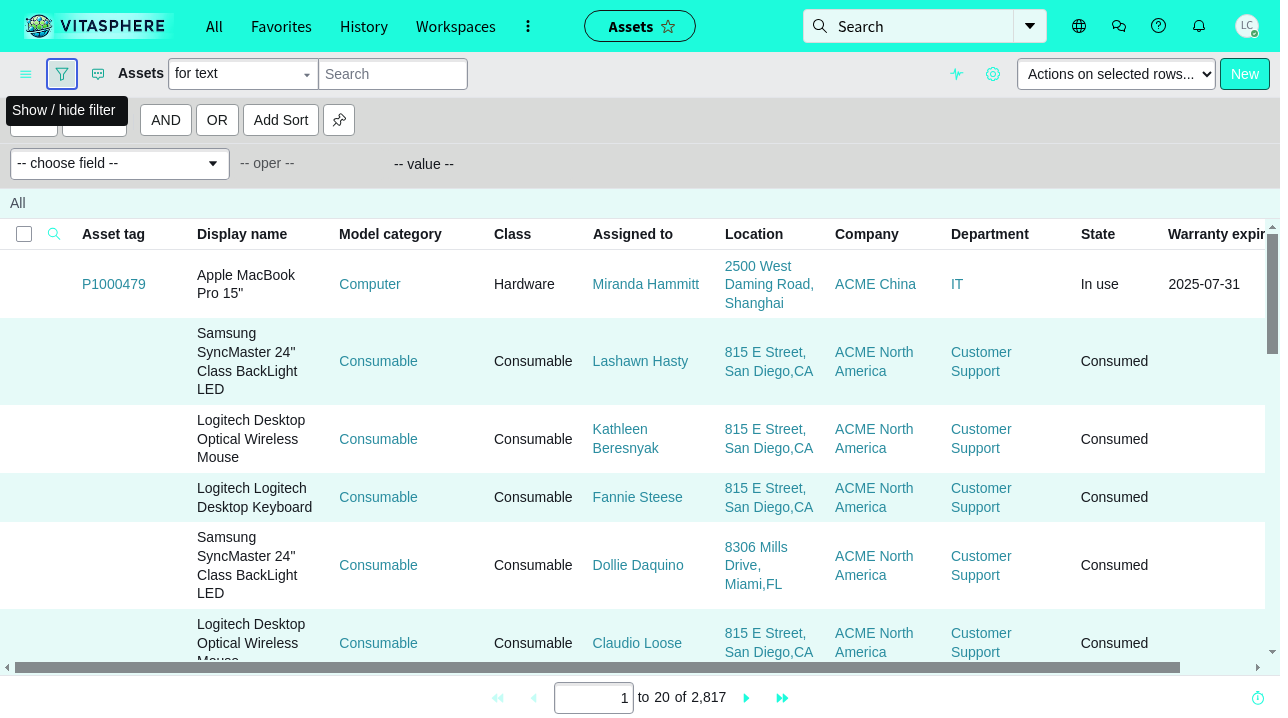 VITASPHERE
All Favorites History Workspaces
Assets
Search
LC
Assets for text Search
Actions on selected rows... New
Show / hide filter
AND OR Add Sort
-- choose field -- -- oper -- -- value --
All
Asset tag Display name Model category Class Assigned to Location Company Department State Warranty expir
P1000479 Apple MacBook Pro 15" Computer Hardware Miranda Hammitt 2500 West Daming Road, Shanghai ACME China IT In use 2025-07-31
Samsung SyncMaster 24" Class BackLight LED Consumable Consumable Lashawn Hasty 815 E Street, San Diego,CA ACME North America Customer Support Consumed
Logitech Desktop Optical Wireless Mouse Consumable Consumable Kathleen Beresnyak 815 E Street, San Diego,CA ACME North America Customer Support Consumed
Logitech Logitech Desktop Keyboard Consumable Consumable Fannie Steese 815 E Street, San Diego,CA ACME North America Customer Support Consumed
Samsung SyncMaster 24" Class BackLight LED Consumable Consumable Dollie Daquino 8306 Mills Drive, Miami,FL ACME North America Customer Support Consumed
Logitech Desktop Optical Wireless Mouse Consumable Consumable Claudio Loose 815 E Street, San Diego,CA ACME North America Customer Support Consumed
1 to 20 of 2,817